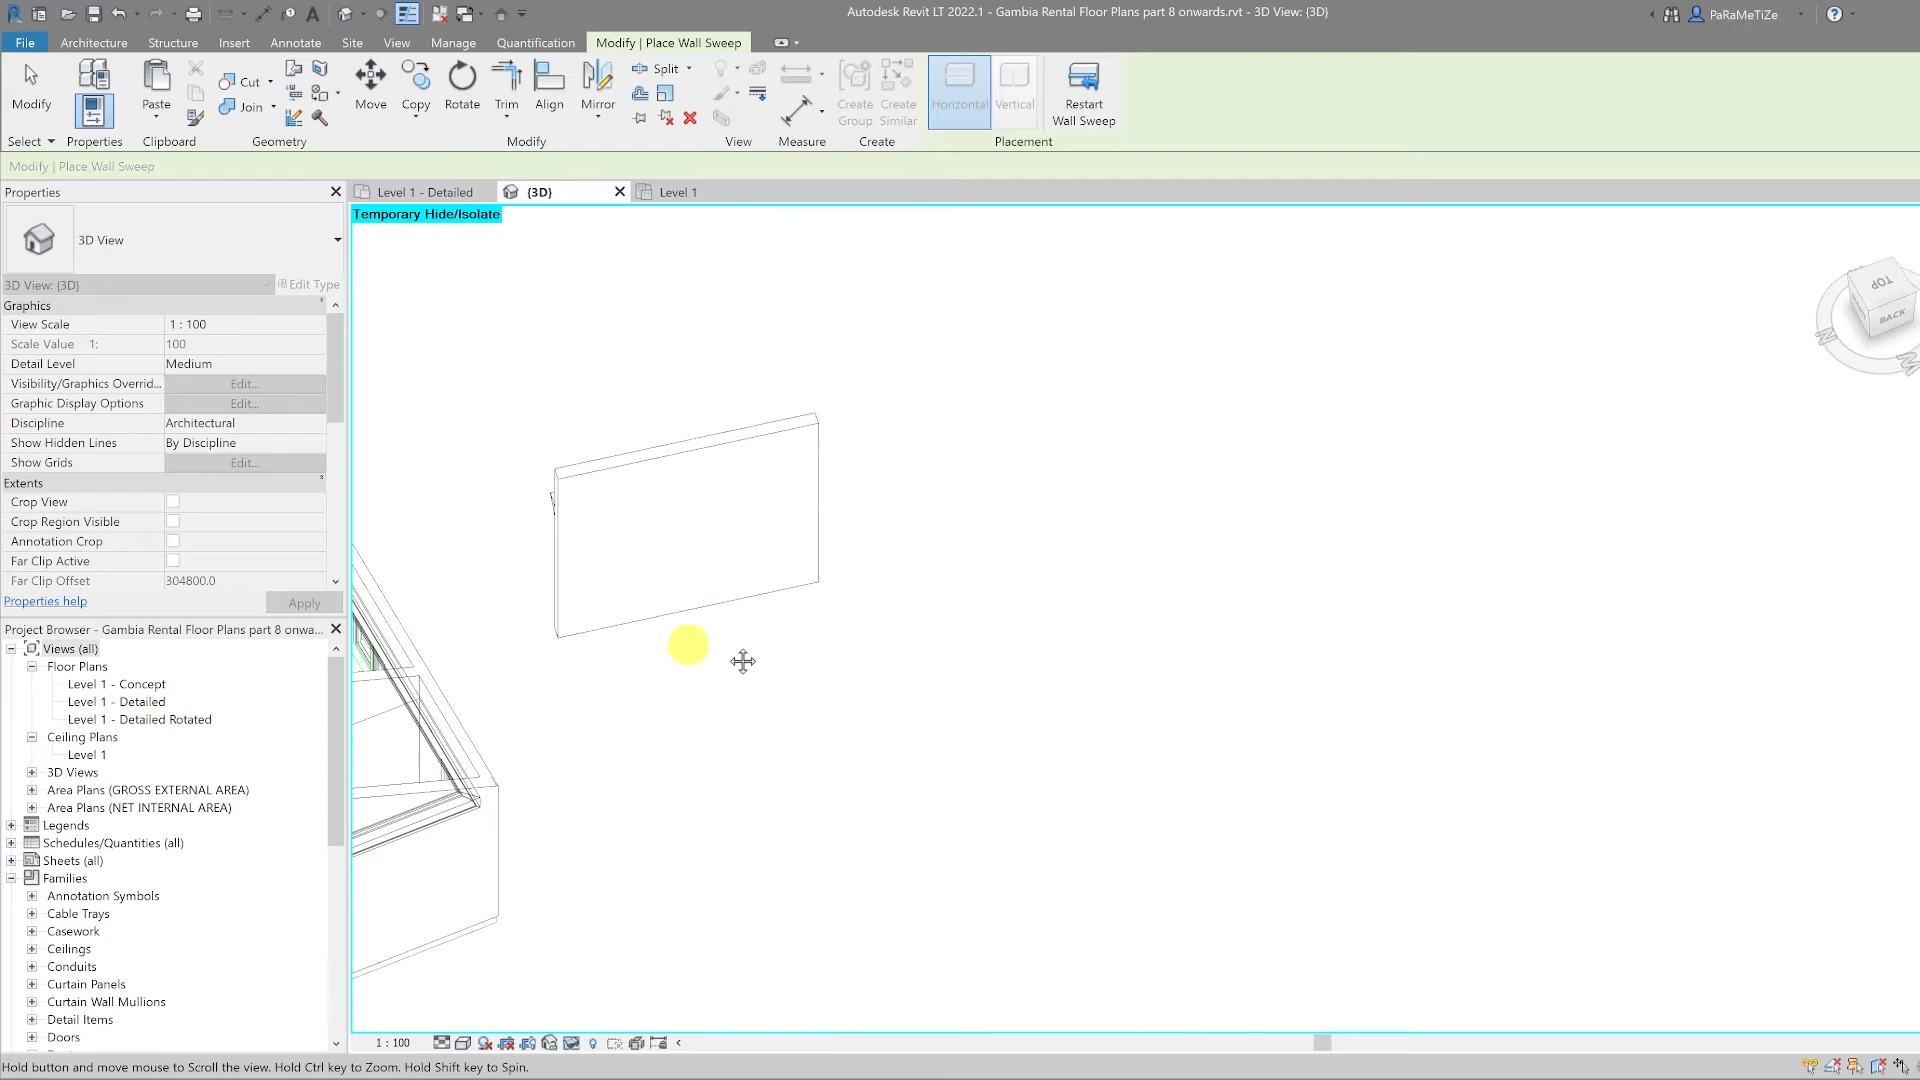 Autodesk Revit LT 2022.1 - Gambia Rental Floor Plans part 8 onwards.rvt - 3D View: {3D}
PaRaMeTiZe
File
Architecture
Structure
Insert
Annotate
Site
View
Manage
Quantification
Modify | Place Wall Sweep
Modify
Paste
Cut
Join
Move
Copy
Rotate
Trim
Align
Mirror
Split
Create Group
Create Similar
Horizontal
Vertical
Restart Wall Sweep
Select
Properties
Clipboard
Geometry
Modify
View
Measure
Create
Placement
Modify | Place Wall Sweep
Properties
Level 1 - Detailed
{3D}
Level 1
Temporary Hide/Isolate
3D View
3D View: {3D}
Edit Type
Graphics
View Scale 1 : 100
Scale Value 1: 100
Detail Level Medium
Visibility/Graphics Overrid... Edit...
Graphic Display Options Edit...
Discipline Architectural
Show Hidden Lines By Discipline
Show Grids Edit...
Extents
Crop View
Crop Region Visible
Annotation Crop
Far Clip Active
Far Clip Offset 304800.0
Properties help
Apply
Project Browser - Gambia Rental Floor Plans part 8 onwa...
Views (all)
Floor Plans
Level 1 - Concept
Level 1 - Detailed
Level 1 - Detailed Rotated
Ceiling Plans
Level 1
3D Views
Area Plans (GROSS EXTERNAL AREA)
Area Plans (NET INTERNAL AREA)
Legends
Schedules/Quantities (all)
Sheets (all)
Families
Annotation Symbols
Cable Trays
Casework
Ceilings
Conduits
Curtain Panels
Curtain Wall Mullions
Detail Items
Doors
TOP
BACK
1 : 100
Hold button and move mouse to Scroll the view. Hold Ctrl key to Zoom. Hold Shift key to Spin.